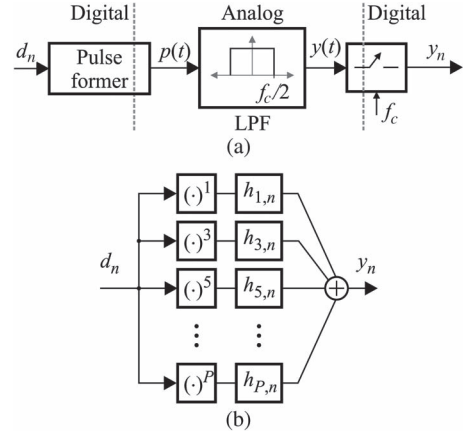 Digital Analog Digital
d_n Pulse former p(t) f_c/2 y(t) y_n
LPF f_c
(a)
(·)^1 h_{1,n}
(·)^3 h_{3,n}
d_n (·)^5 h_{5,n} + y_n
⋮ ⋮
(·)^P h_{P,n}
(b)